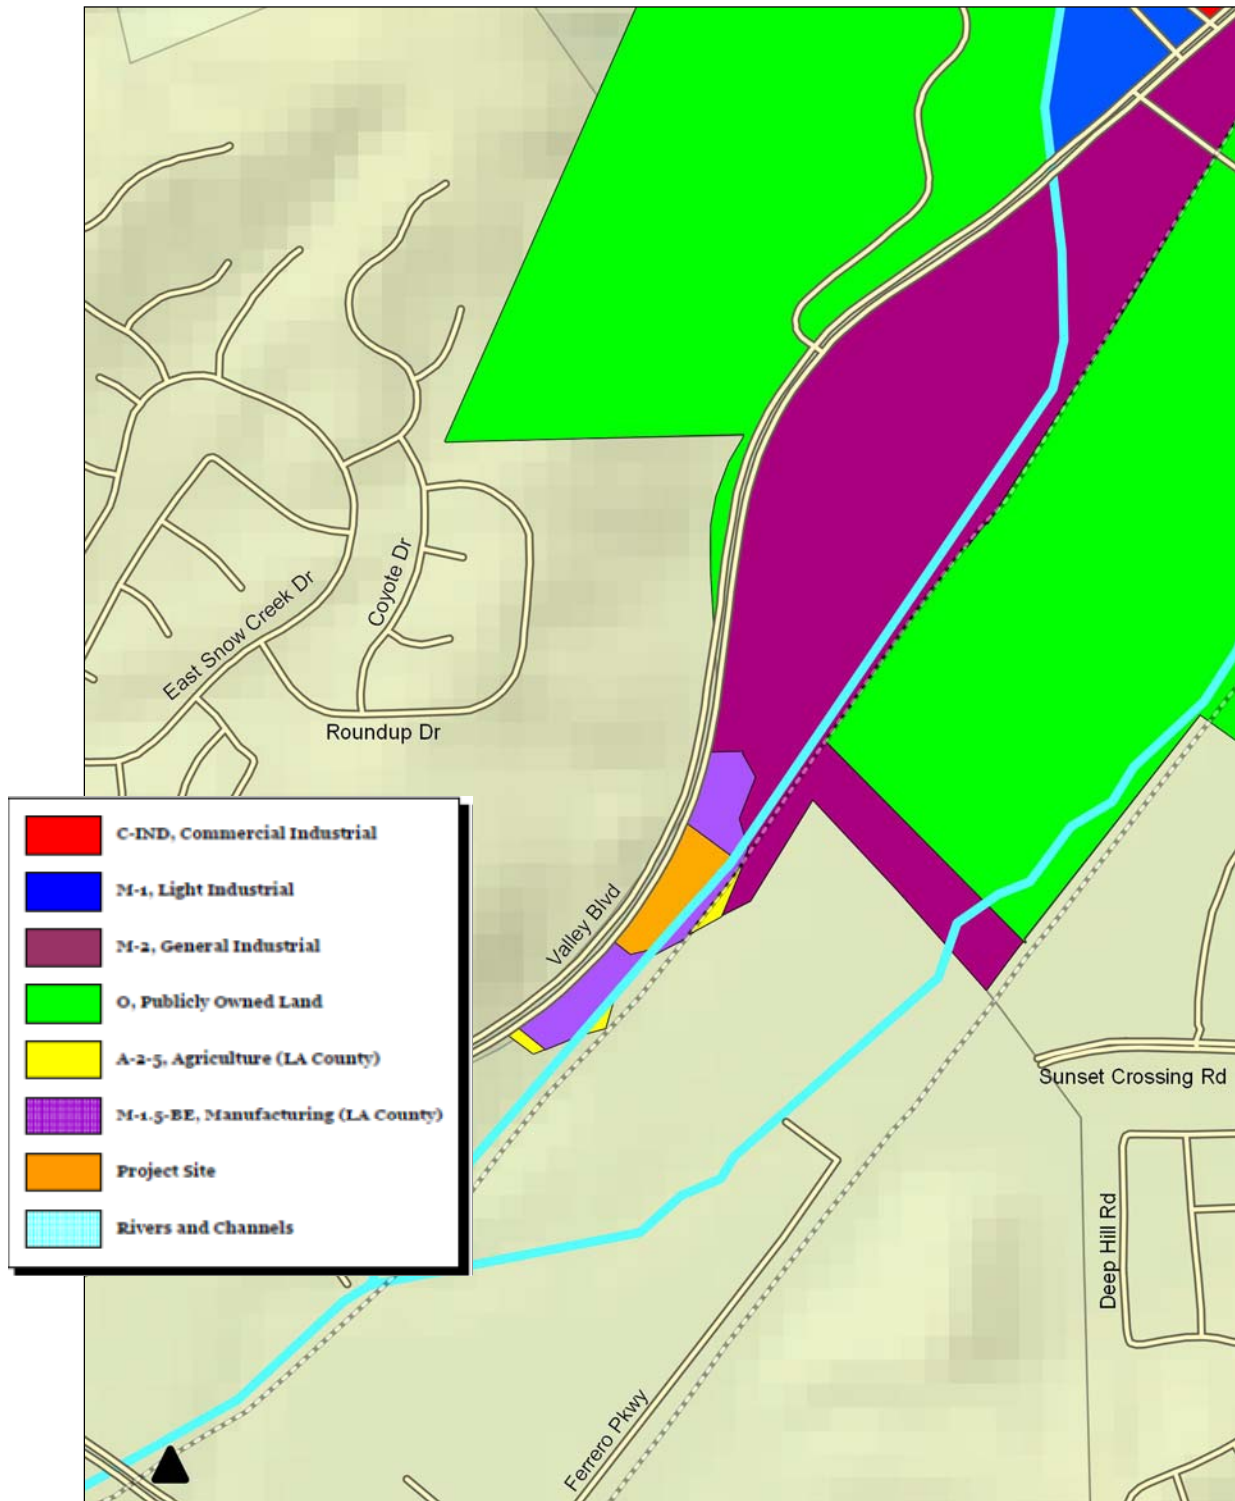 Coyote Dr
East Snow Creek Dr
Roundup Dr
C-IND, Commercial Industrial
M-1, Light Industrial
M-2, General Industrial
O, Publicly Owned Land
A-2-5, Agriculture (LA County)
M-1.5-BE, Manufacturing (LA County)
Project Site
Rivers and Channels
Valley Blvd
Sunset Crossing Rd
Deep Hill Rd
Ferrero Pkwy